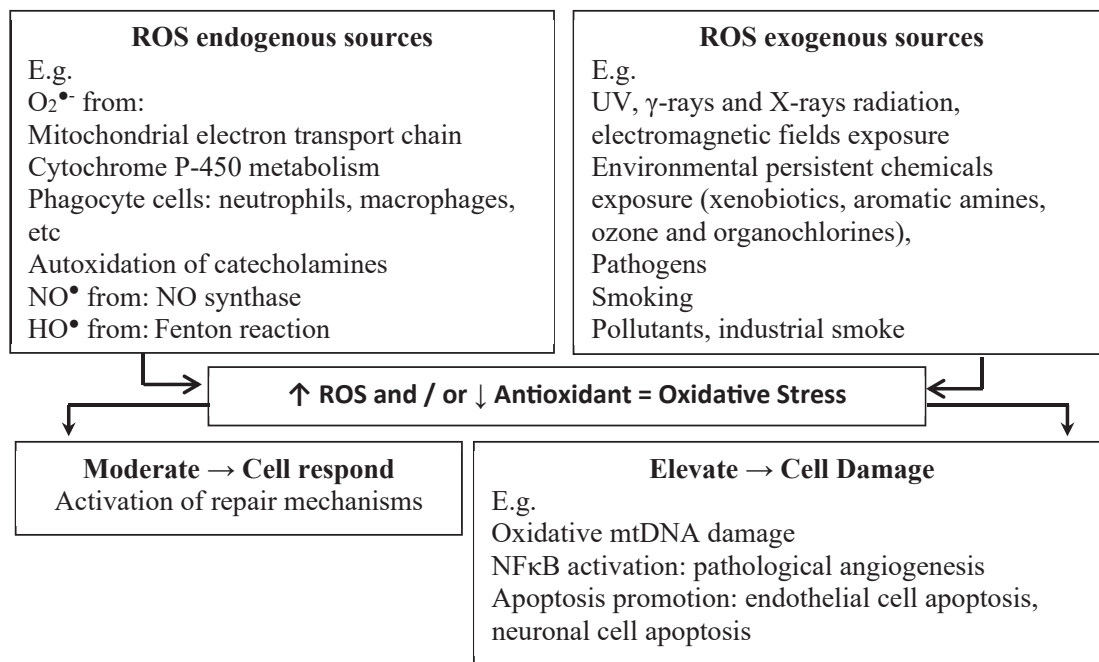 ROS endogenous sources
E.g.
O₂•- from:
Mitochondrial electron transport chain
Cytochrome P-450 metabolism
Phagocyte cells: neutrophils, macrophages,
etc
Autoxidation of catecholamines
NO• from: NO synthase
HO• from: Fenton reaction
ROS exogenous sources
E.g.
UV, γ-rays and X-rays radiation,
electromagnetic fields exposure
Environmental persistent chemicals
exposure (xenobiotics, aromatic amines,
ozone and organochlorines),
Pathogens
Smoking
Pollutants, industrial smoke
↑ ROS and / or ↓ Antioxidant = Oxidative Stress
Moderate → Cell respond
Activation of repair mechanisms
Elevate → Cell Damage
E.g.
Oxidative mtDNA damage
NFκB activation: pathological angiogenesis
Apoptosis promotion: endothelial cell apoptosis,
neuronal cell apoptosis